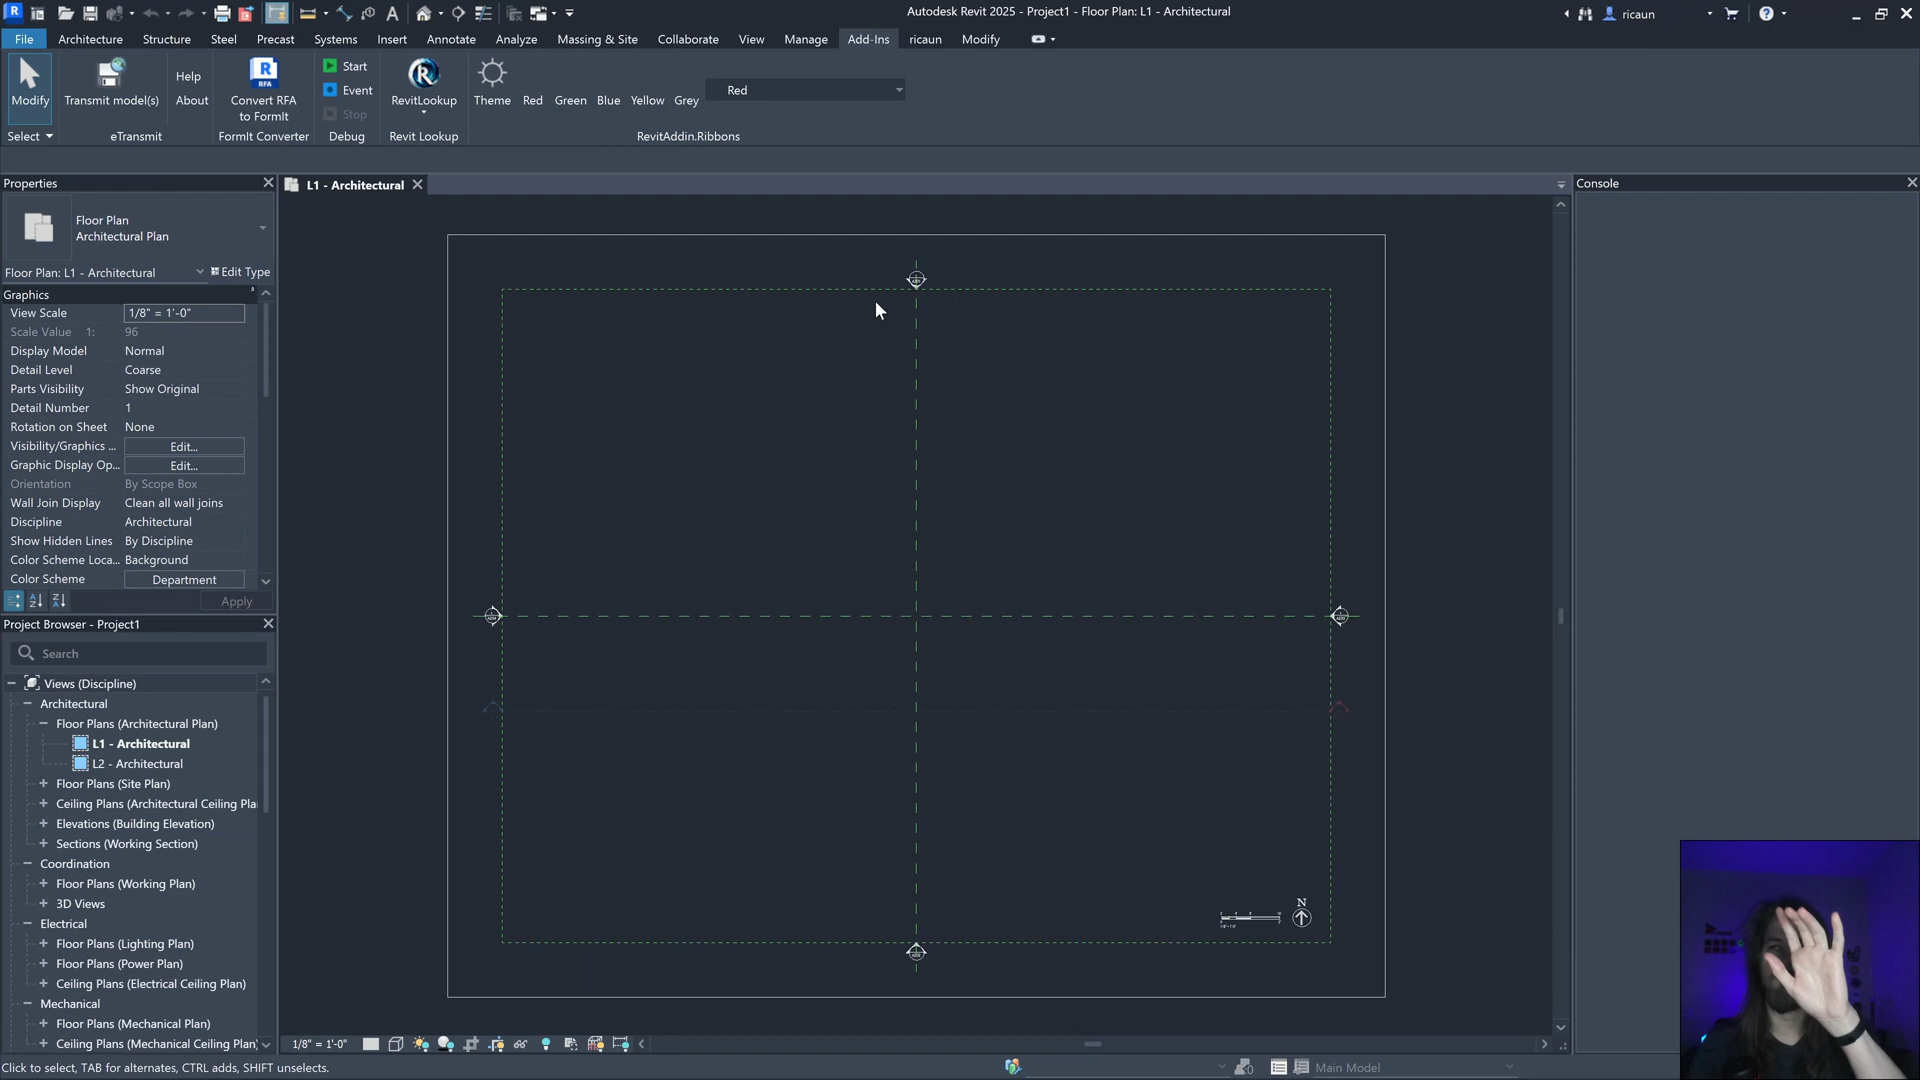 Autodesk Revit 2025 - Project1 - Floor Plan: L1 - Architectural
ricaun
File
Architecture
Structure
Steel
Precast
Systems
Insert
Annotate
Analyze
Massing & Site
Collaborate
View
Manage
Add-Ins
ricaun
Modify
Modify
Select
Transmit model(s)
Help
About
eTransmit
Convert RFA
to FormIt
FormIt Converter
Start
Event
Stop
Debug
RevitLookup
Revit Lookup
Theme
Red
Green
Blue
Yellow
Grey
Red
RevitAddin.Ribbons
Properties
Floor Plan
Architectural Plan
Floor Plan: L1 - Architectural
Edit Type
Graphics
View Scale
1/8" = 1'-0"
Scale Value 1:
96
Display Model
Normal
Detail Level
Coarse
Parts Visibility
Show Original
Detail Number
1
Rotation on Sheet
None
Visibility/Graphics ...
Edit...
Graphic Display Op...
Edit...
Orientation
By Scope Box
Wall Join Display
Clean all wall joins
Discipline
Architectural
Show Hidden Lines
By Discipline
Color Scheme Loca...
Background
Color Scheme
Department
Apply
Project Browser - Project1
Search
Views (Discipline)
Architectural
Floor Plans (Architectural Plan)
L1 - Architectural
L2 - Architectural
Floor Plans (Site Plan)
Ceiling Plans (Architectural Ceiling Pla
Elevations (Building Elevation)
Sections (Working Section)
Coordination
Floor Plans (Working Plan)
3D Views
Electrical
Floor Plans (Lighting Plan)
Floor Plans (Power Plan)
Ceiling Plans (Electrical Ceiling Plan)
Mechanical
Floor Plans (Mechanical Plan)
Ceiling Plans (Mechanical Ceiling Plan)
L1 - Architectural
N
Console
1/8" = 1'-0"
Click to select, TAB for alternates, CTRL adds, SHIFT unselects.
Main Model